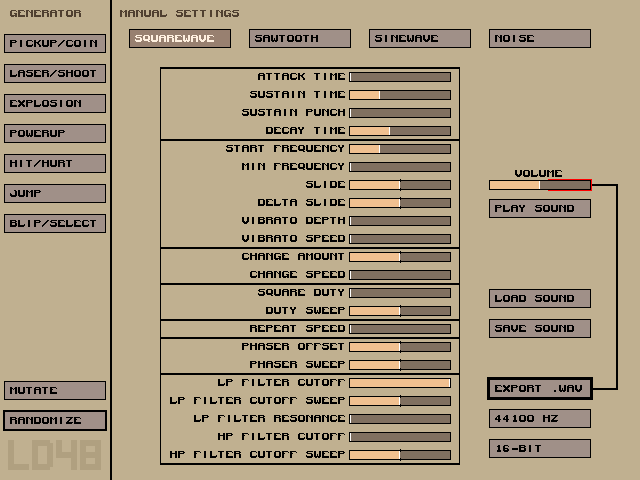 GENERATOR
PICKUP/COIN
LASER/SHOOT
EXPLOSION
POWERUP
HIT/HURT
JUMP
BLIP/SELECT
MUTATE
RANDOMIZE
LD48
MANUAL SETTINGS
SQUAREWAVE
SAWTOOTH
SINEWAVE
NOISE
ATTACK TIME
SUSTAIN TIME
SUSTAIN PUNCH
DECAY TIME
START FREQUENCY
MIN FREQUENCY
SLIDE
DELTA SLIDE
VIBRATO DEPTH
VIBRATO SPEED
CHANGE AMOUNT
CHANGE SPEED
SQUARE DUTY
DUTY SWEEP
REPEAT SPEED
PHASER OFFSET
PHASER SWEEP
LP FILTER CUTOFF
LP FILTER CUTOFF SWEEP
LP FILTER RESONANCE
HP FILTER CUTOFF
HP FILTER CUTOFF SWEEP
VOLUME
PLAY SOUND
LOAD SOUND
SAVE SOUND
EXPORT .WAV
44100 HZ
16-BIT